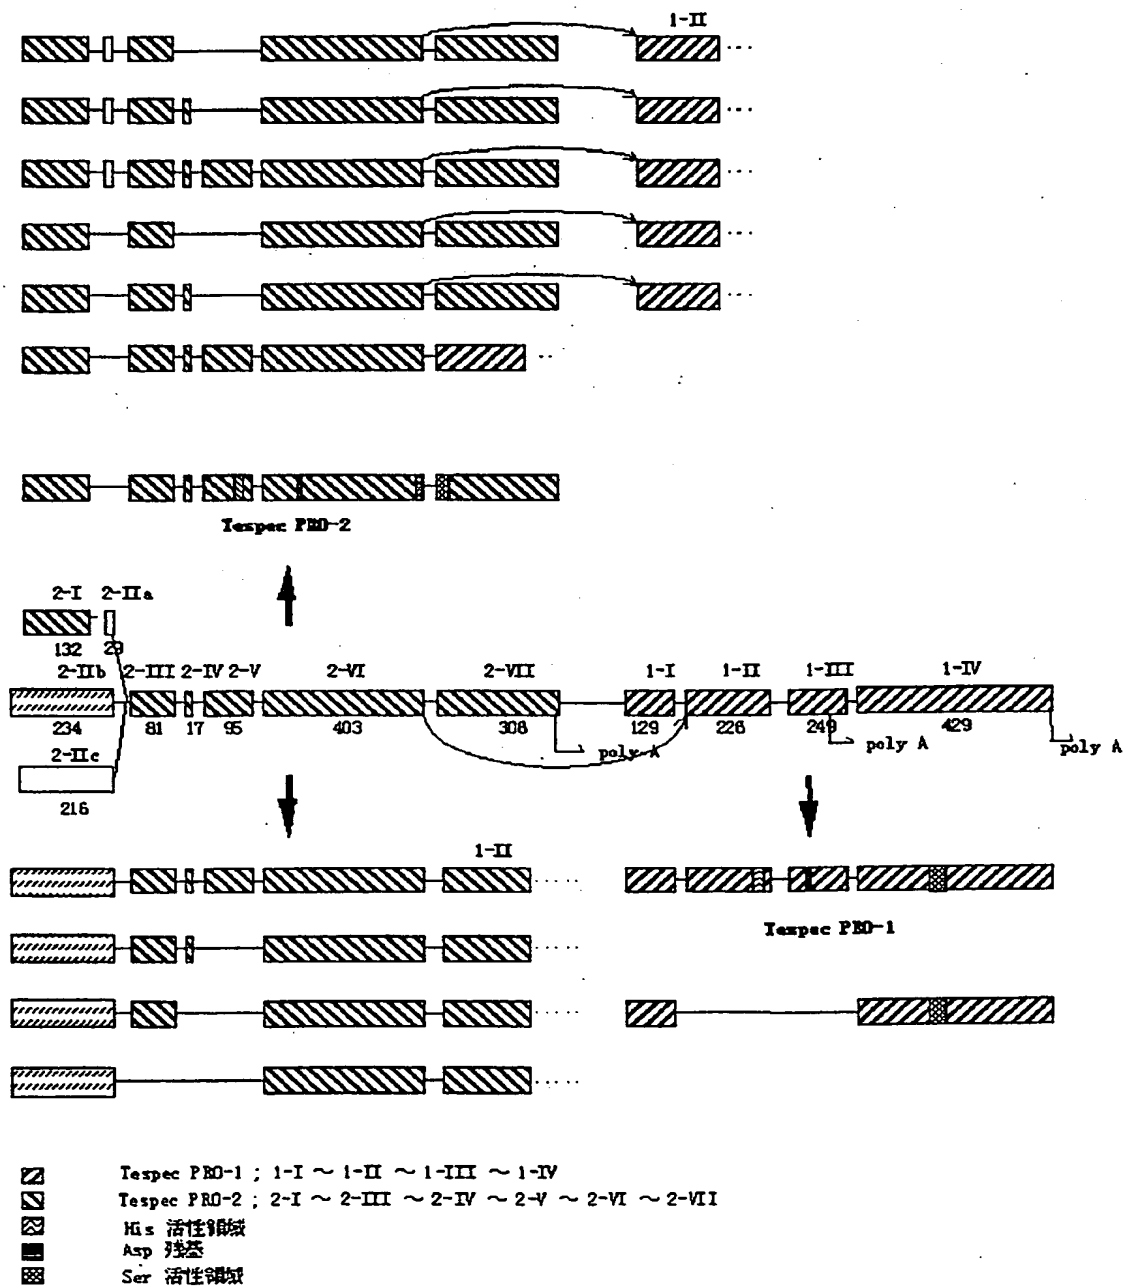 1-II
Tespec PRO-2
2-I 2-IIa
132 29
2-IIb 2-III 2-IV 2-V 2-VI 2-VII 1-I 1-II 1-III 1-IV
234 81 17 95 403 308 129 226 249 429
poly-A poly A poly A
2-IIc
216
1-II
Tespec PRO-1
Tespec PRO-1 ; 1-I ～ 1-II ～ 1-III ～ 1-IV
Tespec PRO-2 ; 2-I ～ 2-III ～ 2-IV ～ 2-V ～ 2-VI ～ 2-VII
His 活性領域
Asp 残基
Ser 活性領域